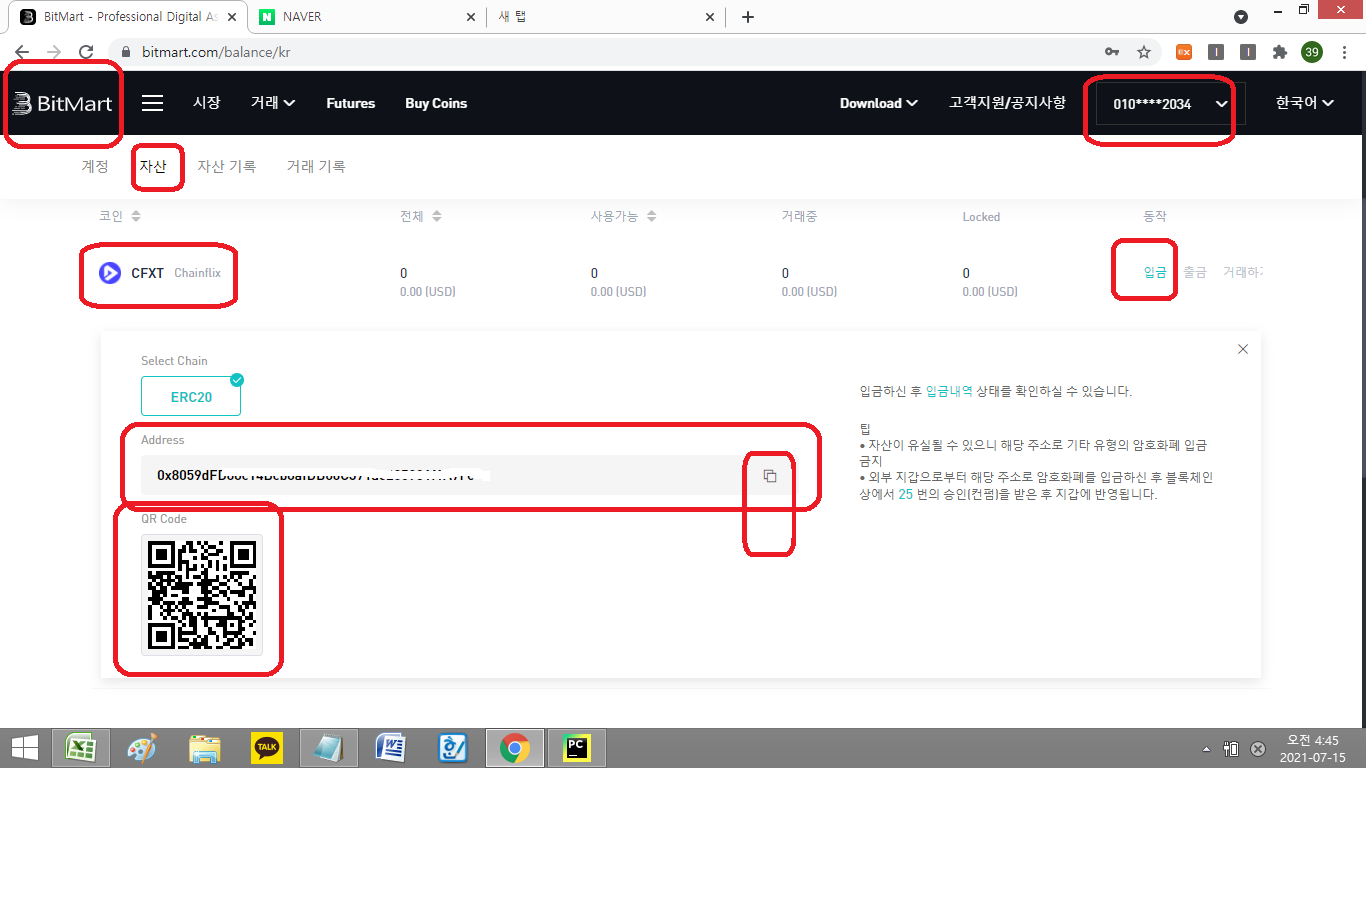 BitMart - Professional Digital As
NAVER
새 탭
bitmart.com/balance/kr
39
BitMart
시장
거래
Futures
Buy Coins
Download
고객지원/공지사항
010****2034
한국어
계정
자산
자산 기록
거래 기록
코인
전체
사용가능
거래중
Locked
동작
CFXT Chainflix
0
0
0
0
입금
출금
거래하
0.00 (USD)
0.00 (USD)
0.00 (USD)
0.00 (USD)
Select Chain
ERC20
Address
QR Code
입금하신 후 입금내역 상태를 확인하실 수 있습니다.
팁
• 자산이 유실될 수 있으니 해당 주소로 기타 유형의 암호화폐 입금
금지
• 외부 지갑으로부터 해당 주소로 암호화폐를 입금하신 후 블록체인
상에서 25 번의 승인(컨펌)을 받은 후 지갑에 반영됩니다.
TALK
PC
오전 4:45
2021-07-15